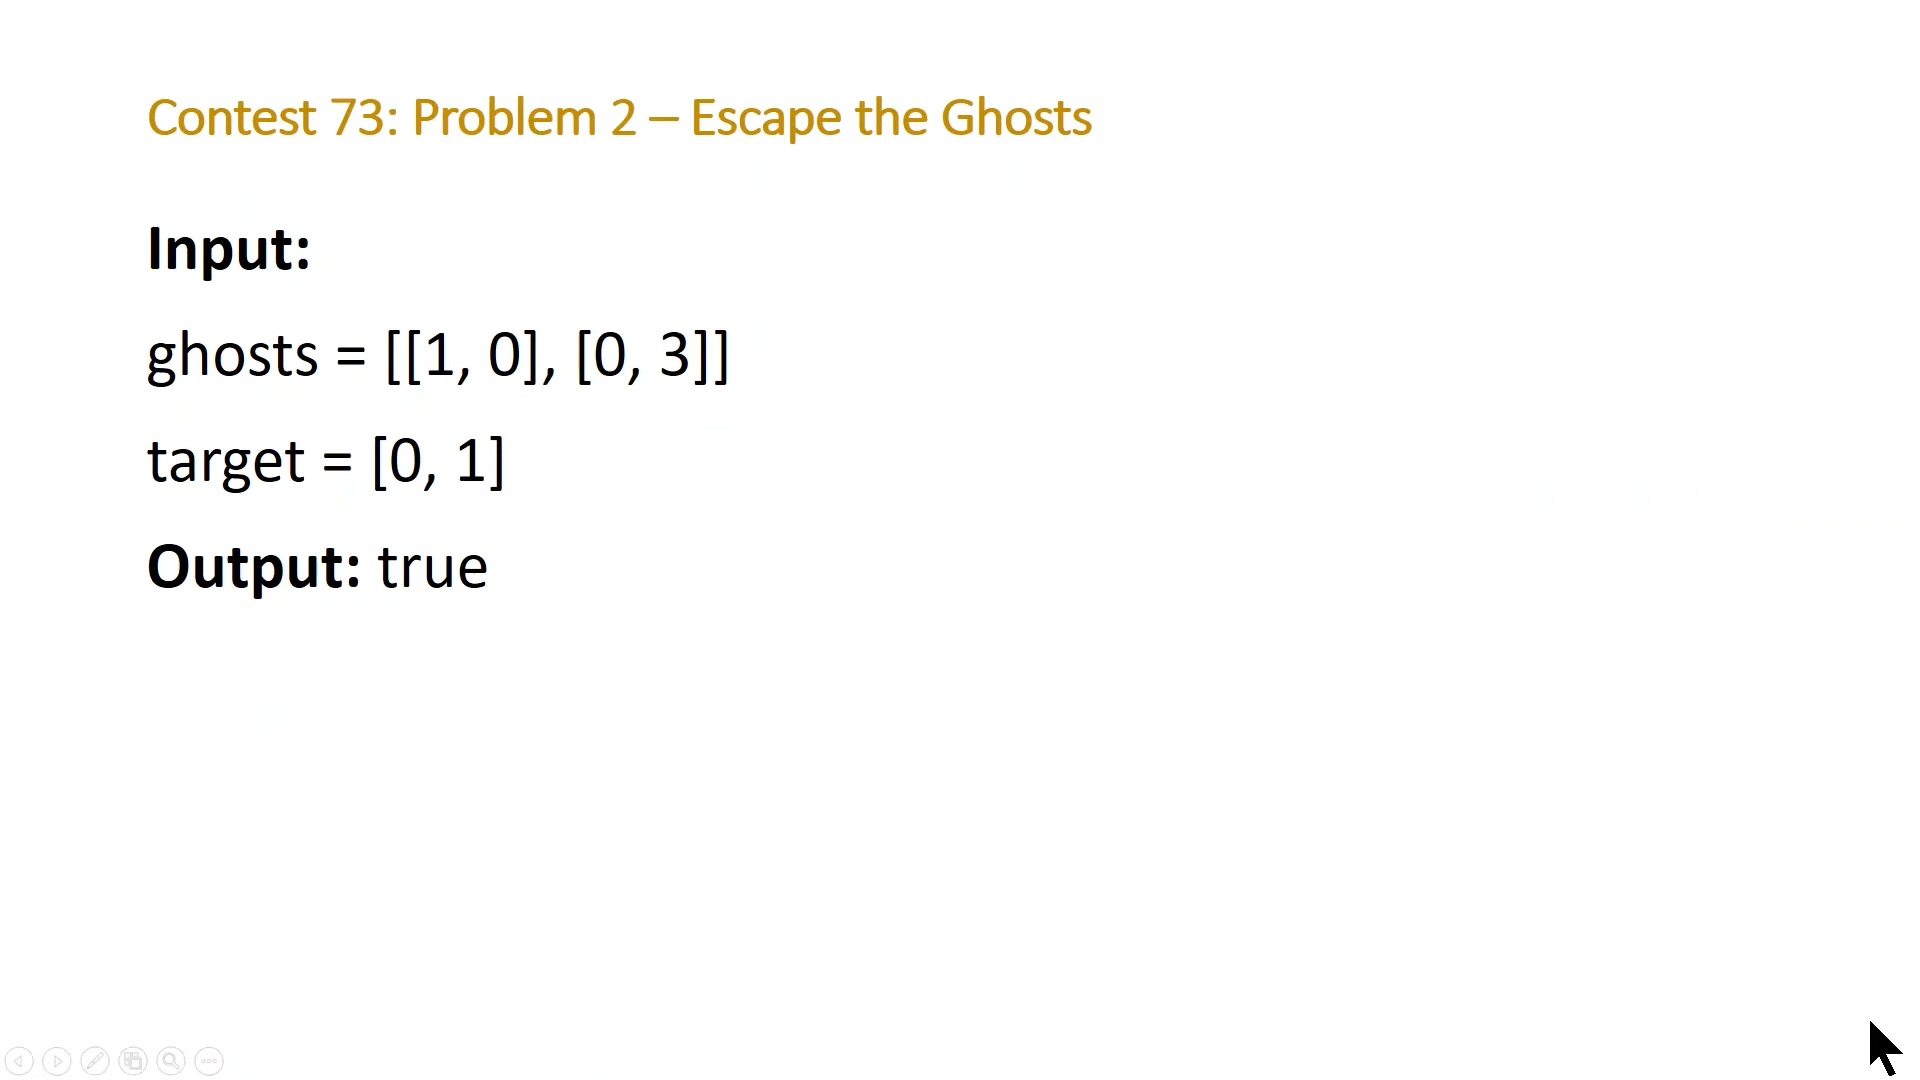 Contest 73: Problem 2 – Escape the Ghosts
Input:
ghosts = [[1, 0], [0, 3]]
target = [0, 1]
Output: true